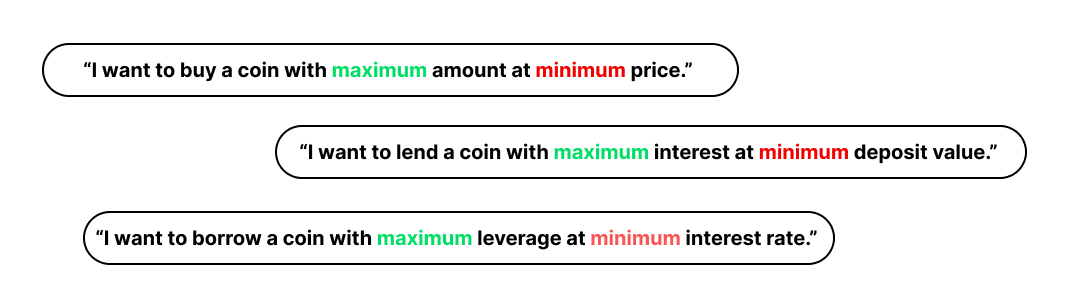 “I want to buy a coin with maximum amount at minimum price.”
“I want to lend a coin with maximum interest at minimum deposit value.”
“I want to borrow a coin with maximum leverage at minimum interest rate.”